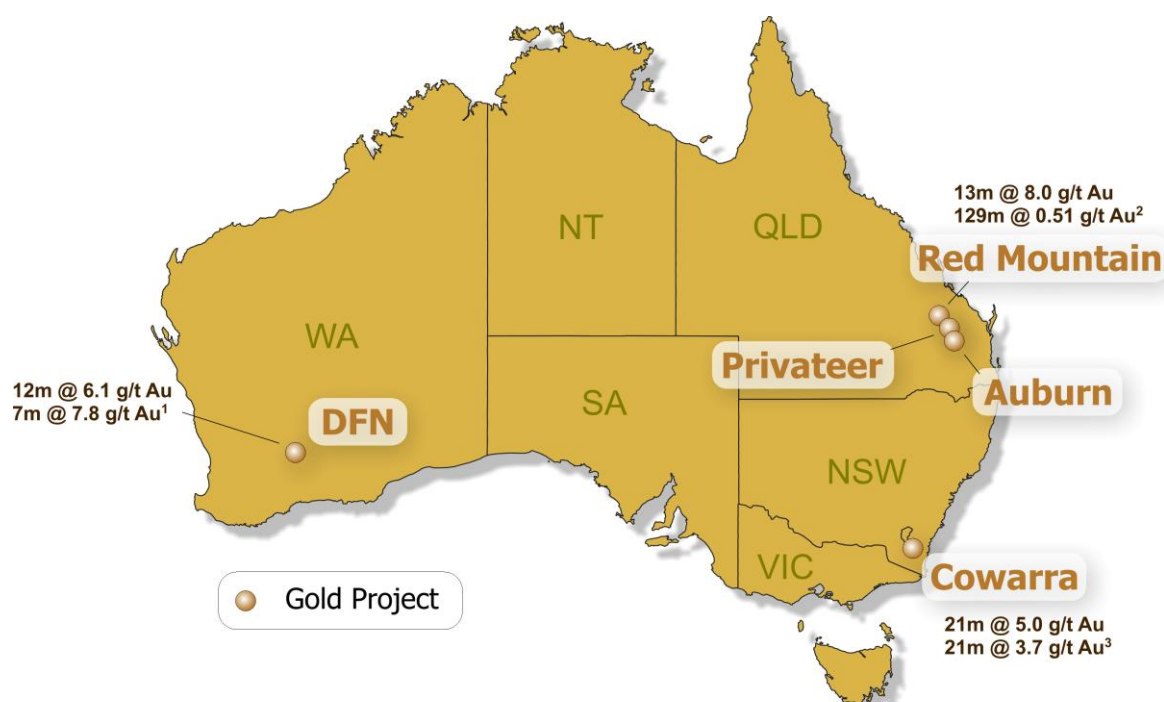 13m @ 8.0 g/t Au
129m @ 0.51 g/t Au²
NT
QLD
Red Mountain
WA
Privateer
12m @ 6.1 g/t Au
7m @ 7.8 g/t Au¹
DFN
SA
Auburn
NSW
VIC
Cowarra
Gold Project
21m @ 5.0 g/t Au
21m @ 3.7 g/t Au³